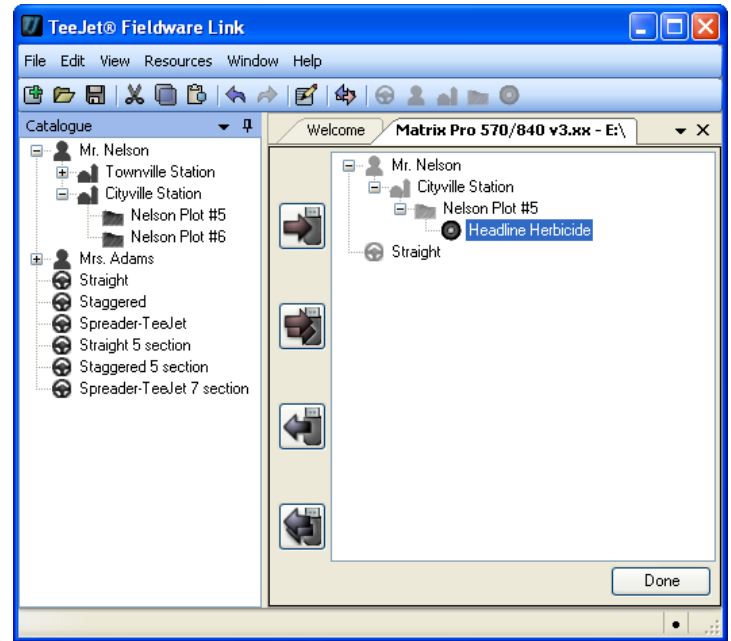 TeeJet® Fieldware Link
File Edit View Resources Window Help
Catalogue
Mr. Nelson
Townville Station
Cityville Station
Nelson Plot #5
Nelson Plot #6
Mrs. Adams
Straight
Staggered
Spreader-TeeJet
Straight 5 section
Staggered 5 section
Spreader-TeeJet 7 section
Welcome Matrix Pro 570/840 v3.xx - E:\
Mr. Nelson
Cityville Station
Nelson Plot #5
Headline Herbicide
Straight
Done